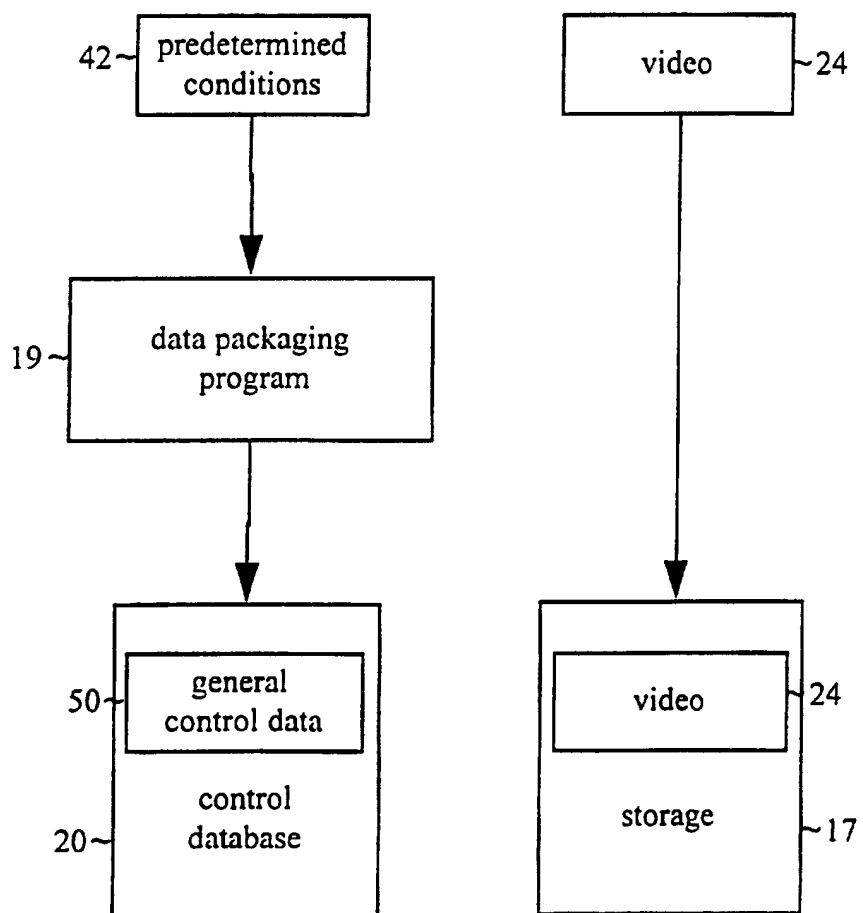 42
predetermined
conditions
video
24
19
data packaging
program
50
general
control data
control
database
20
video
24
storage
17